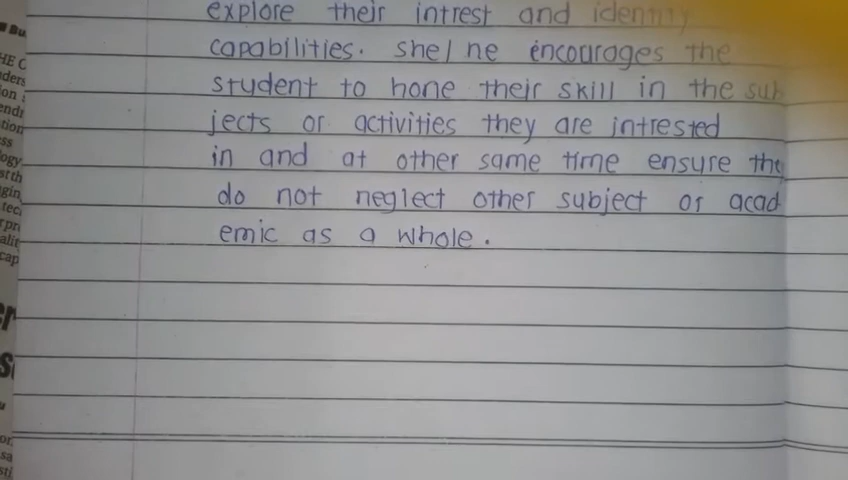 explore their intrest and identity
capabilities. she/he encourages the
student to hone their skill in the sub
jects or activities they are intrested
in and at other same time ensure the
do not neglect other subject or acad
emic as a whole.